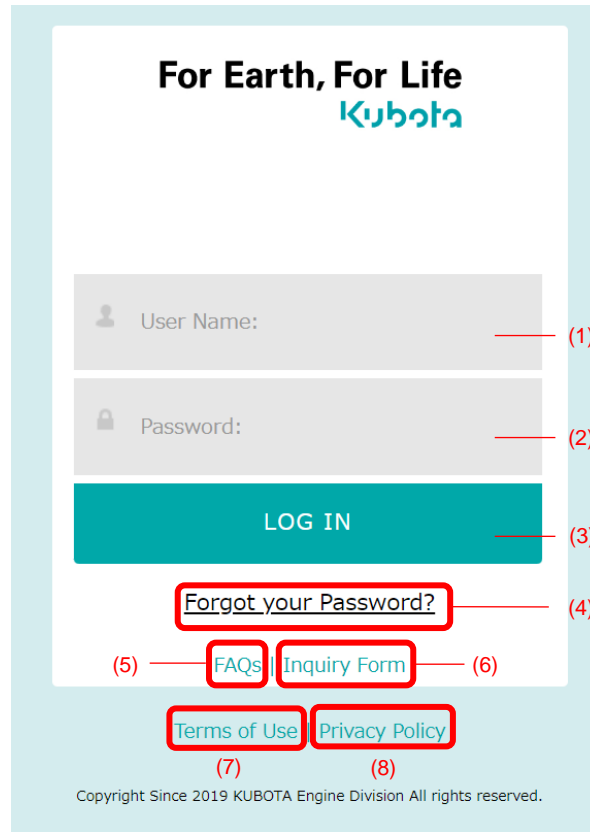 For Earth, For Life
Kubota
User Name:
(1)
Password:
(2)
LOG IN
(3)
Forgot your Password?
(4)
(5) FAQs | Inquiry Form (6)
Terms of Use | Privacy Policy
(7) (8)
Copyright Since 2019 KUBOTA Engine Division All rights reserved.